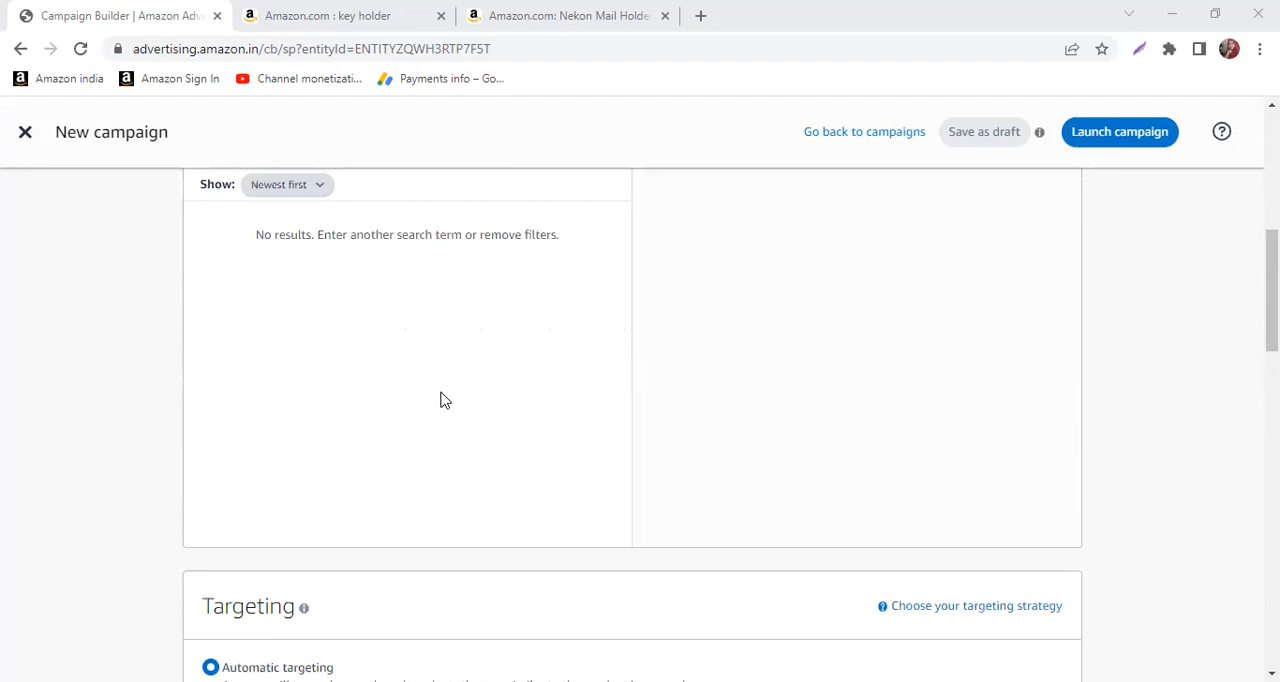 Campaign Builder | Amazon Adv
Amazon.com : key holder
Amazon.com: Nekon Mail Holde
advertising.amazon.in/cb/sp?entityId=ENTITYZQWH3RTP7F5T
Amazon india
Amazon Sign In
Channel monetizati...
Payments info – Go...
New campaign
Go back to campaigns
Save as draft
Launch campaign
Show: Newest first
No results. Enter another search term or remove filters.
Targeting
Choose your targeting strategy
Automatic targeting